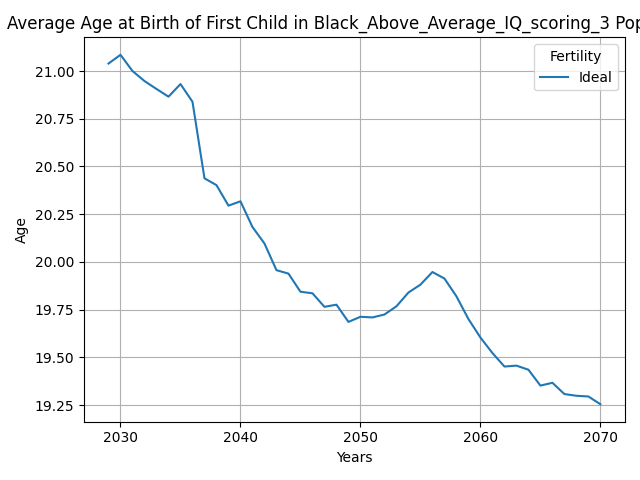 Average Age at Birth of First Child in Black_Above_Average_IQ_scoring_3 Pop
Fertility
Ideal
21.00
20.75
20.50
20.25
20.00
19.75
19.50
19.25
Age
2030 2040 2050 2060 2070
Years